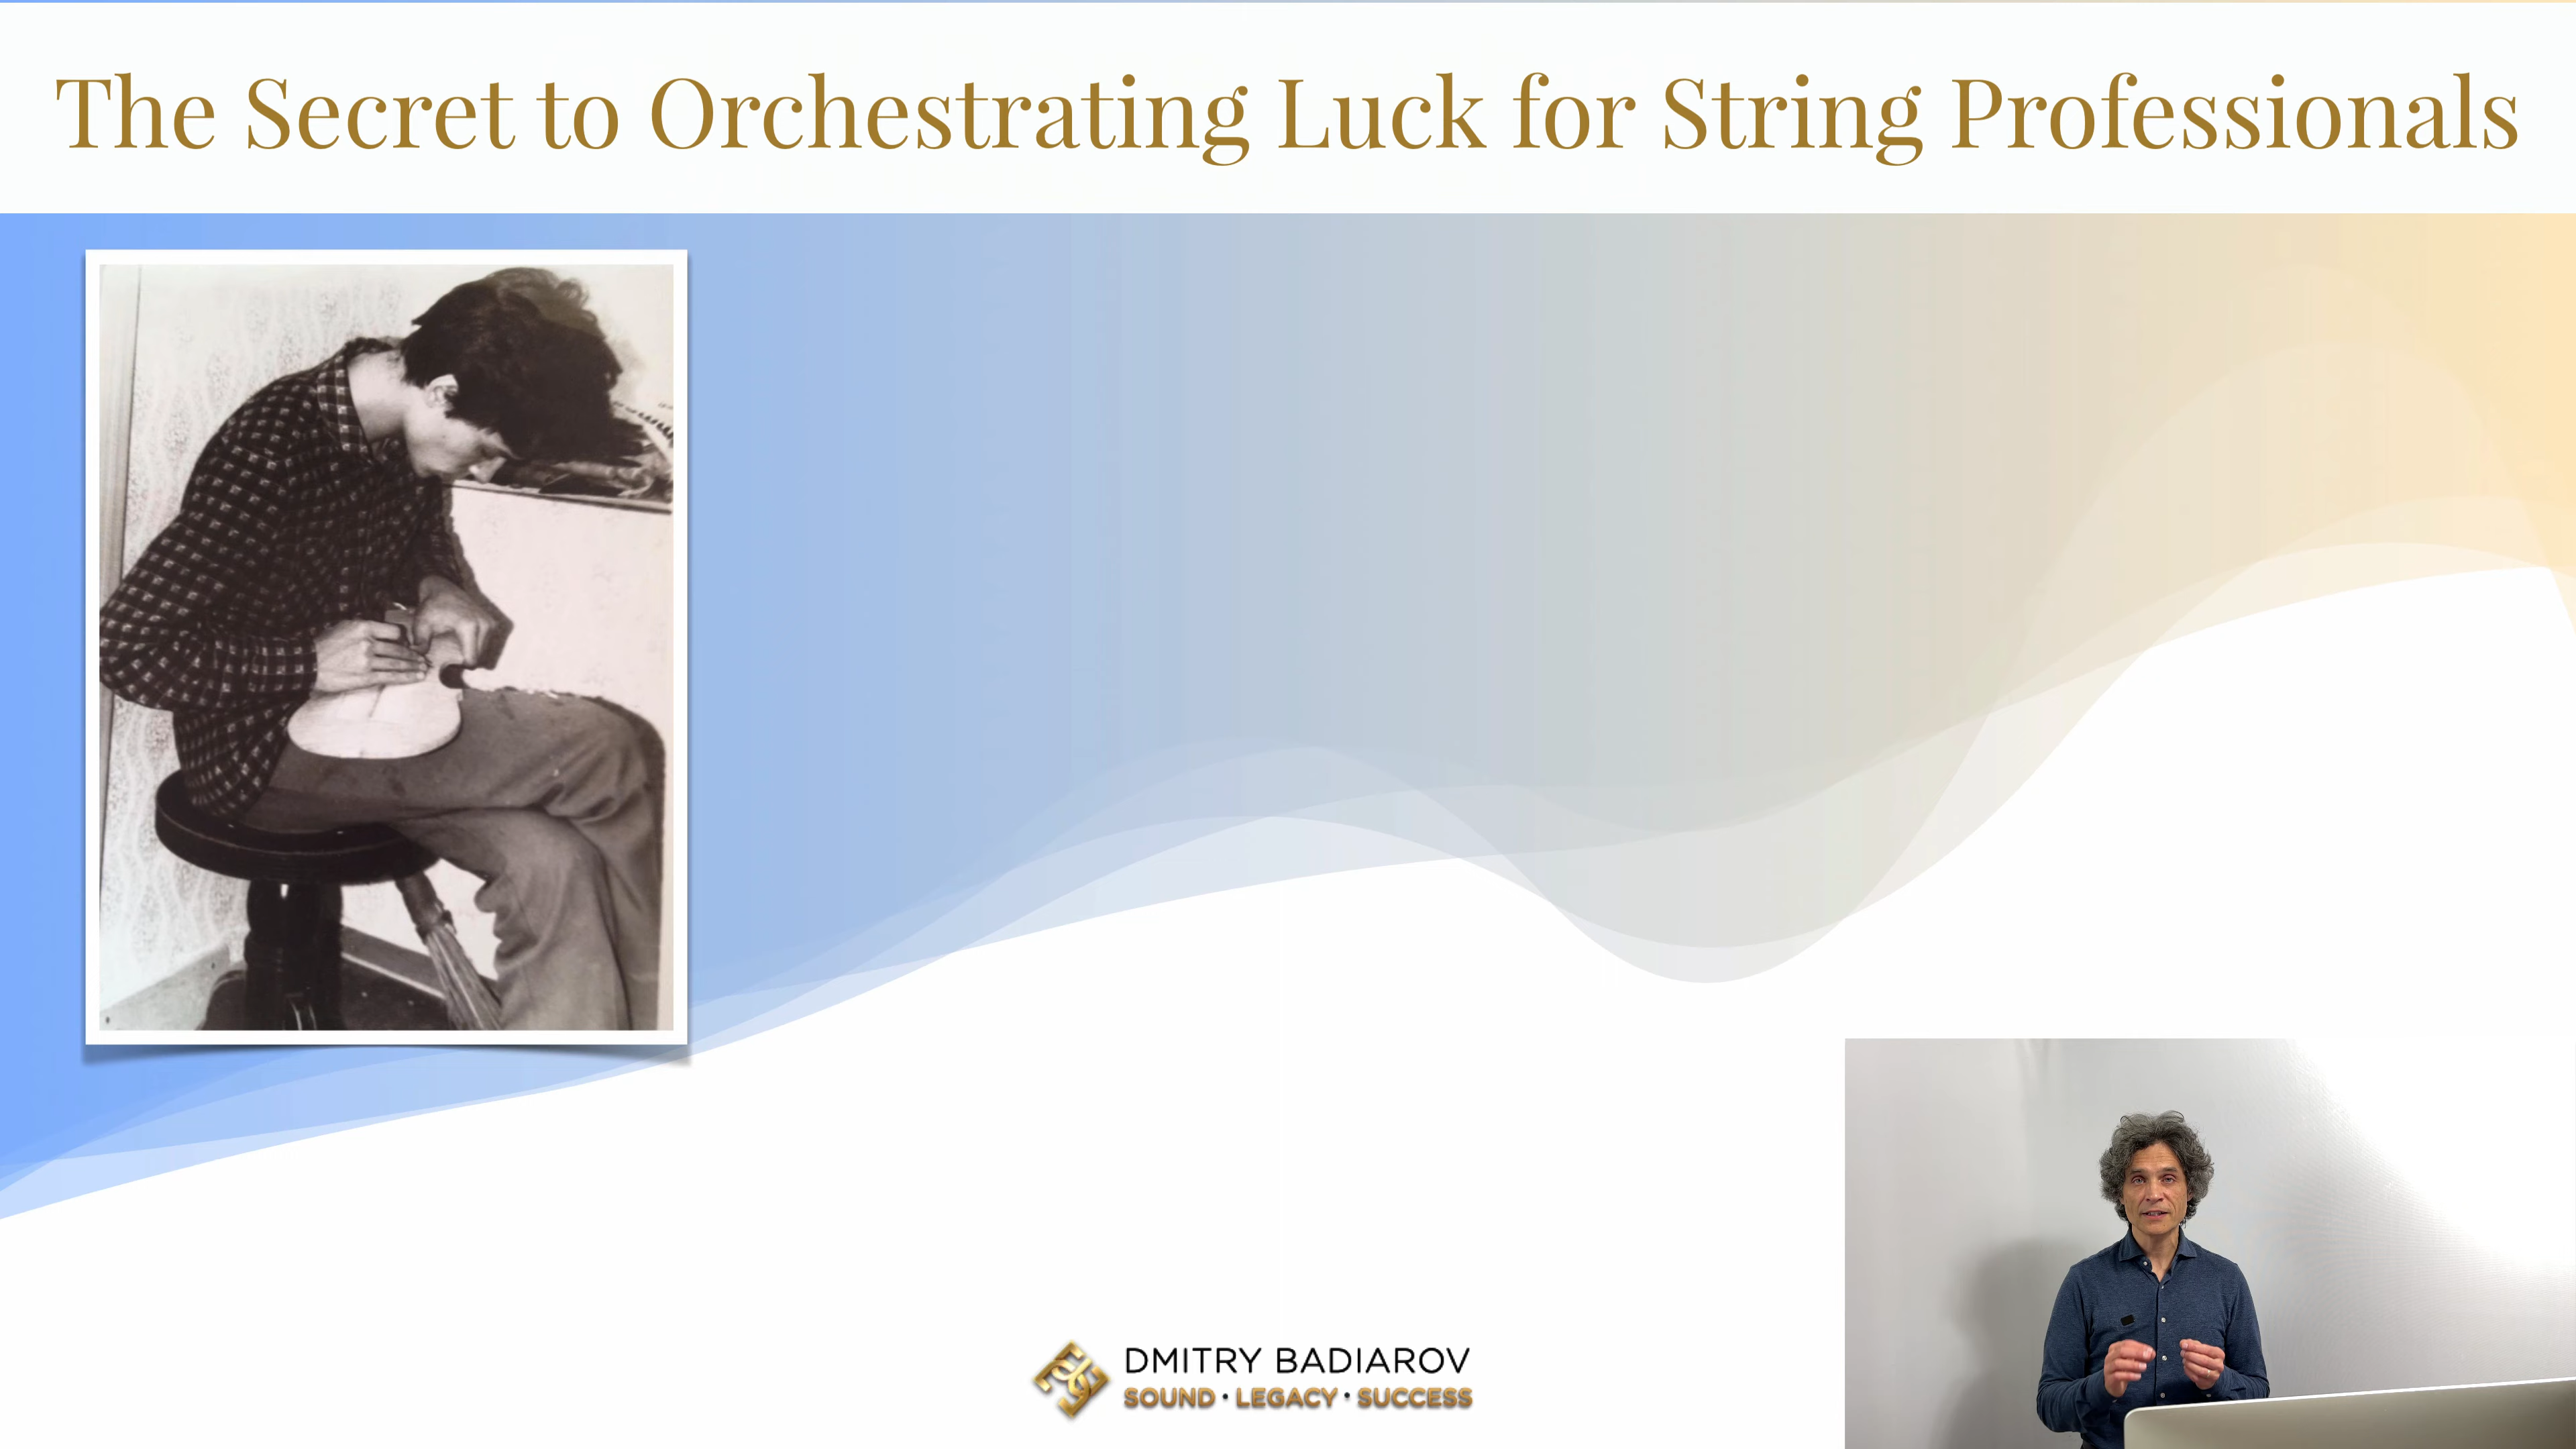 The Secret to Orchestrating Luck for String Professionals
DMITRY BADIAROV
SOUND · LEGACY · SUCCESS